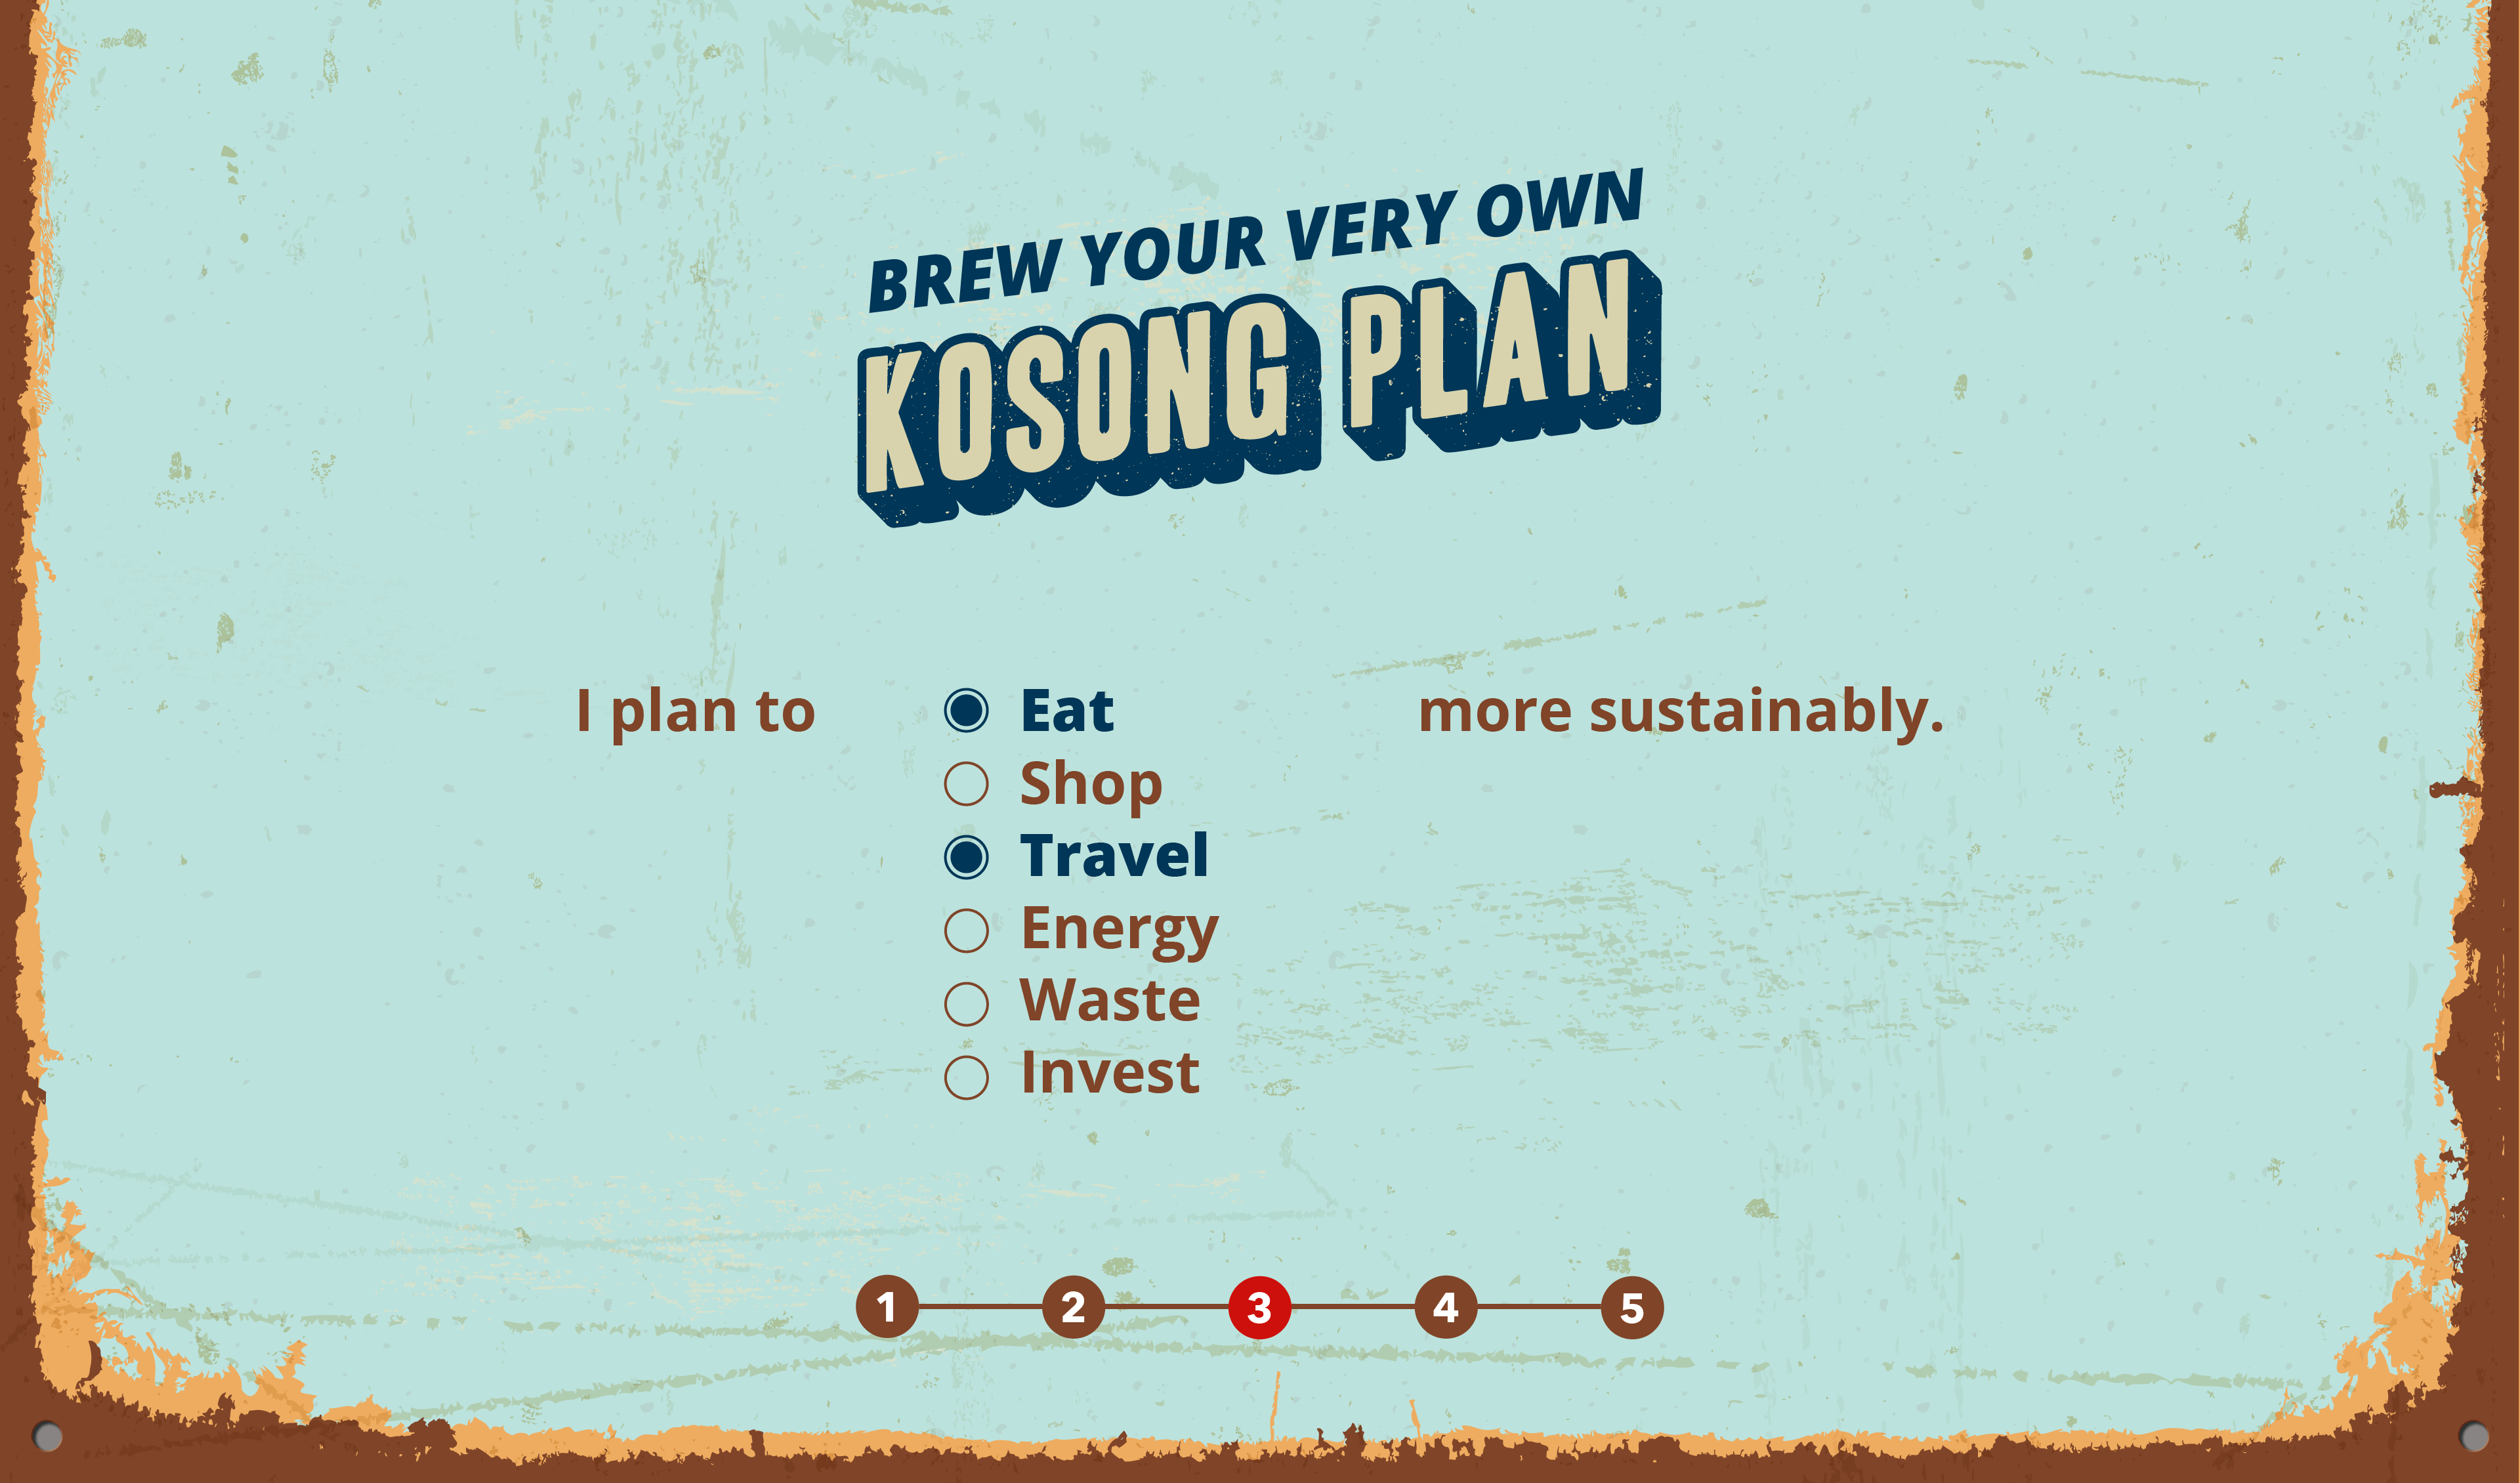 BREW YOUR VERY OWN
KOSONG PLAN
I plan to
Eat
Shop
Travel
Energy
Waste
Invest
more sustainably.
1 2 3 4 5